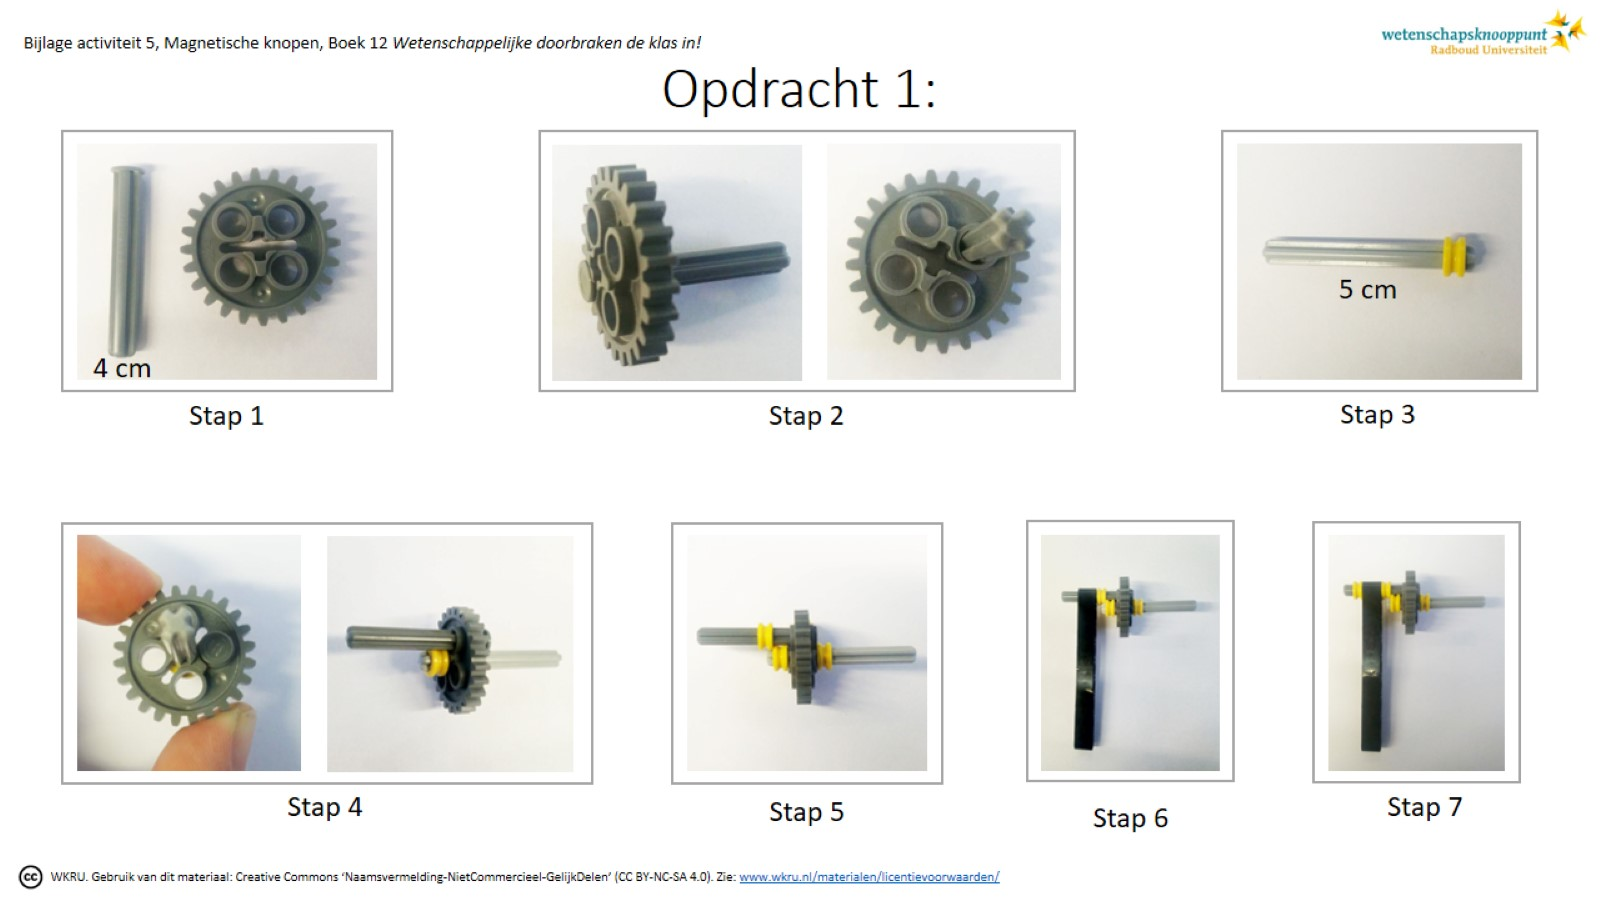 Bijlage activiteit 5, Magnetische knopen, Boek 12 Wetenschappelijke doorbraken de klas in!
wetenschapsknooppunt
Radboud Universiteit
Opdracht 1:
4 cm
5 cm
Stap 1
Stap 2
Stap 3
Stap 4
Stap 5
Stap 6
Stap 7
cc WKRU. Gebruik van dit materiaal: Creative Commons ‘Naamsvermelding-NietCommercieel-GelijkDelen’ (CC BY-NC-SA 4.0). Zie: www.wkru.nl/materialen/licentievoorwaarden/